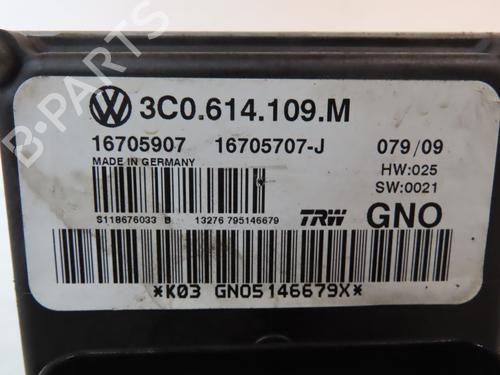 3C0.614.109.M
16705907 16705707-J 079/09
MADE IN GERMANY
HW:025
SW:0021
S118676033 B 13276 795146679
TRW GNO
*K03 GNO5146679X*
B-PARTS